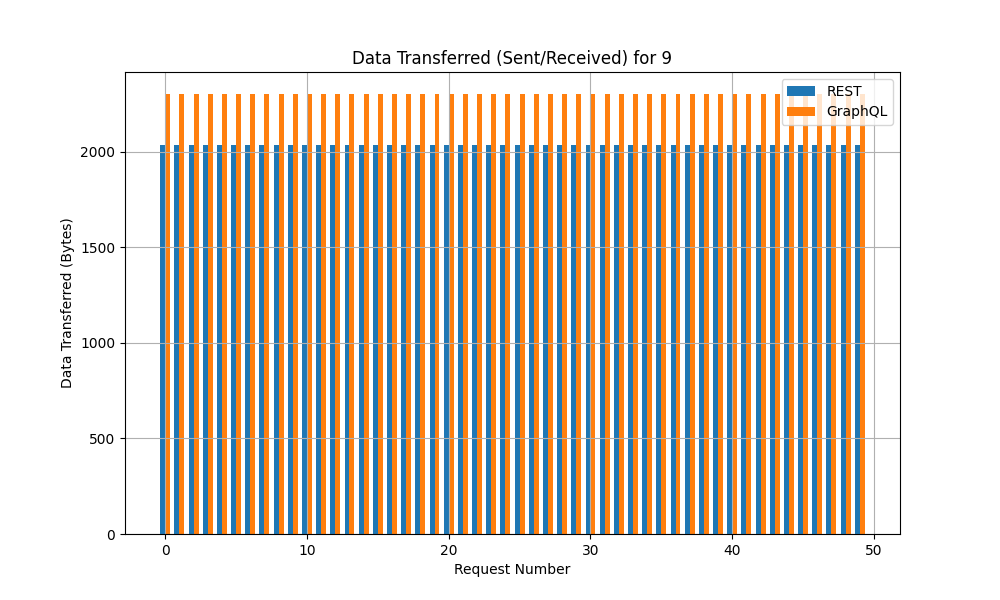 Data Transferred (Sent/Received) for 9
REST
GraphQL
Data Transferred (Bytes)
2000
1500
1000
500
0
0 10 20 30 40 50
Request Number